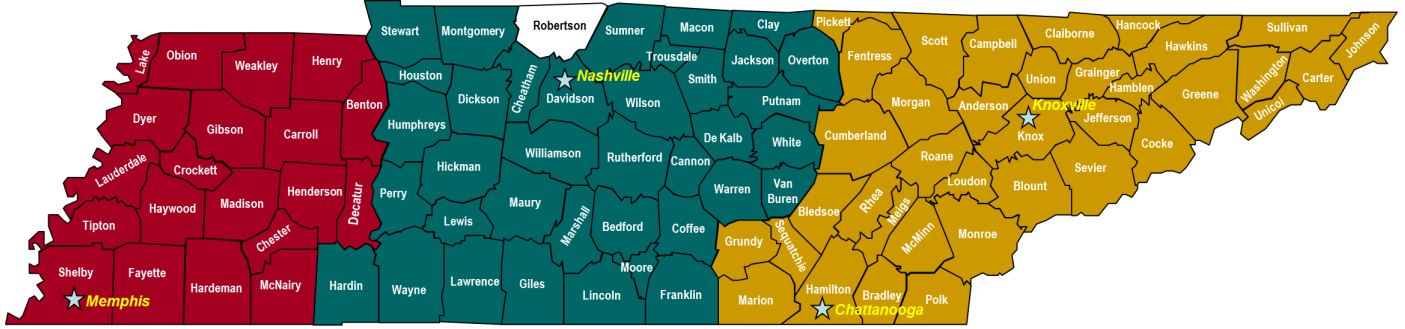 Lake
Obion
Weakley
Henry
Benton
Dyer
Gibson
Carroll
Lauderdale
Crockett
Haywood
Madison
Henderson
Decatur
Tipton
Chester
Shelby
Fayette
Hardeman
McNairy
Memphis
Stewart
Montgomery
Robertson
Sumner
Macon
Clay
Trousdale
Jackson
Overton
Houston
Dickson
Cheatham
Nashville
Davidson
Wilson
Smith
Putnam
Humphreys
De Kalb
White
Hickman
Williamson
Rutherford
Cannon
Warren
Van
Buren
Perry
Lewis
Maury
Marshall
Bedford
Coffee
Moore
Hardin
Wayne
Lawrence
Giles
Lincoln
Franklin
Pickett
Fentress
Scott
Campbell
Claiborne
Hancock
Hawkins
Sullivan
Johnson
Union
Grainger
Hamblen
Greene
Washington
Carter
Unicoi
Morgan
Anderson
Knoxville
Knox
Jefferson
Cocke
Cumberland
Roane
Loudon
Blount
Sevier
Bledsoe
Rhea
Meigs
McMinn
Monroe
Grundy
Sequatchie
Marion
Hamilton
Bradley
Polk
Chattanooga